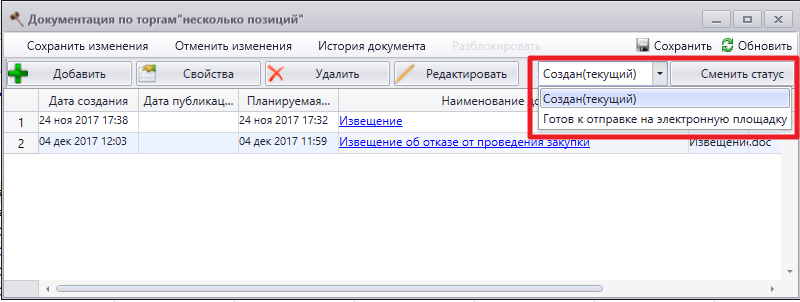 Документация по торгам"несколько позиций"
Сохранить изменения Отменить изменения История документа Разблокировать Сохранить Обновить
Добавить Свойства Удалить Редактировать Создан(текущий) Сменить статус
Создан(текущий)
Готов к отправке на электронную площадку
Дата создания Дата публикац... Планируемая... Наименование до
1 24 ноя 2017 17:38 24 ноя 2017 17:32 Извещение
2 04 дек 2017 12:03 04 дек 2017 11:59 Извещение об отказе от проведения закупки Извещени.doc